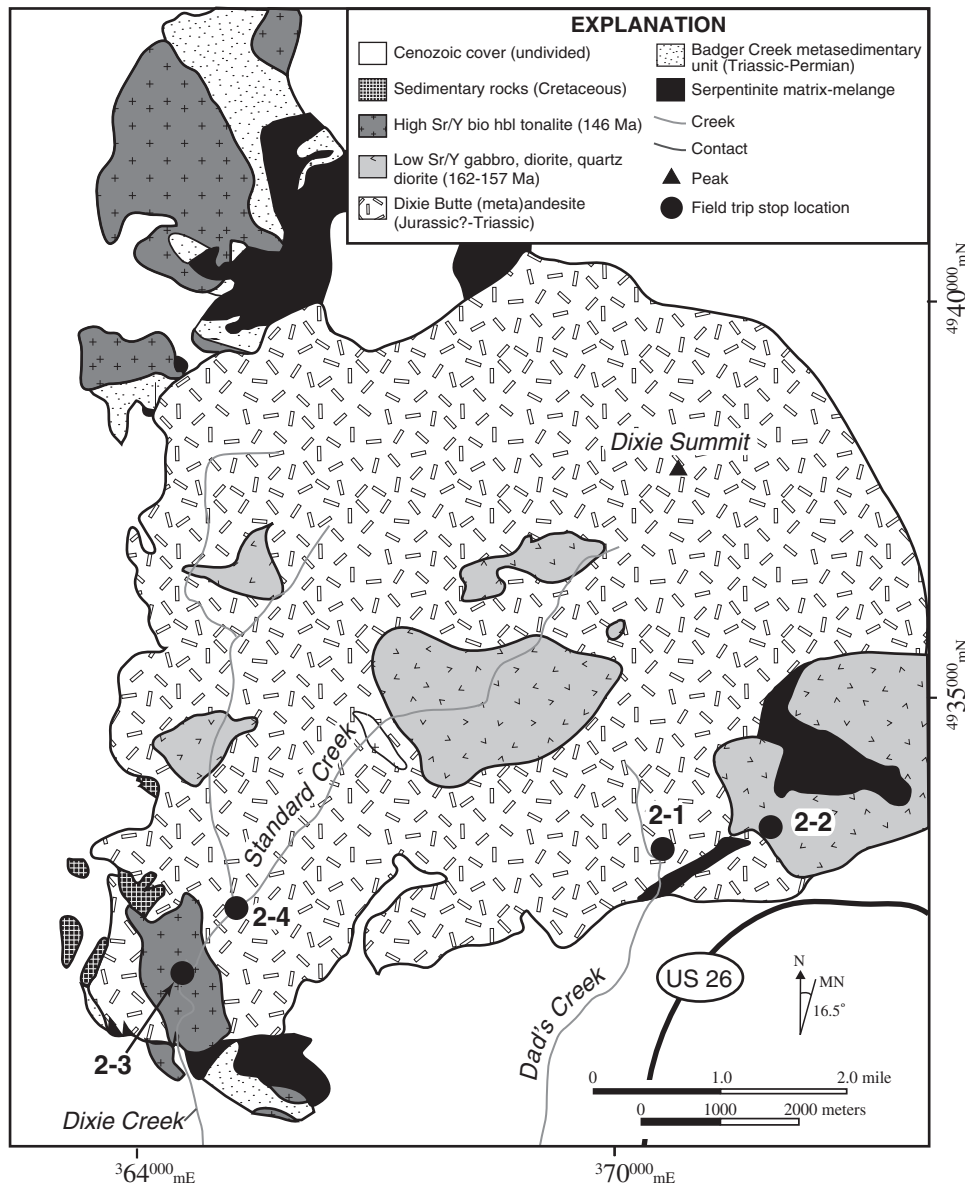 EXPLANATION
Cenozoic cover (undivided)
Sedimentary rocks (Cretaceous)
High Sr/Y bio hbl tonalite (146 Ma)
Low Sr/Y gabbro, diorite, quartz
diorite (162-157 Ma)
Dixie Butte (meta)andesite
(Jurassic?-Triassic)
Badger Creek metasedimentary
unit (Triassic-Permian)
Serpentinite matrix-melange
Creek
Contact
Peak
Field trip stop location
4940000mN
Dixie Summit
4935000mN
Standard Creek
2-1
2-2
2-4
2-3
US 26
N
MN
16.5°
Dad's Creek
Dixie Creek
0 1.0 2.0 mile
0 1000 2000 meters
364000mE
370000mE